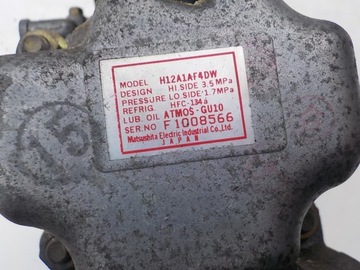 MODEL H12A1AF4DW
DESIGN HI.SIDE 3.5MPa
PRESSURE LO.SIDE 1.7MPa
REFRIG. HFC-134a
LUB. OIL ATMOS-GU10
SER.NO F1008566
Matsushita Electric Industrial Co.,Ltd.
JAPAN